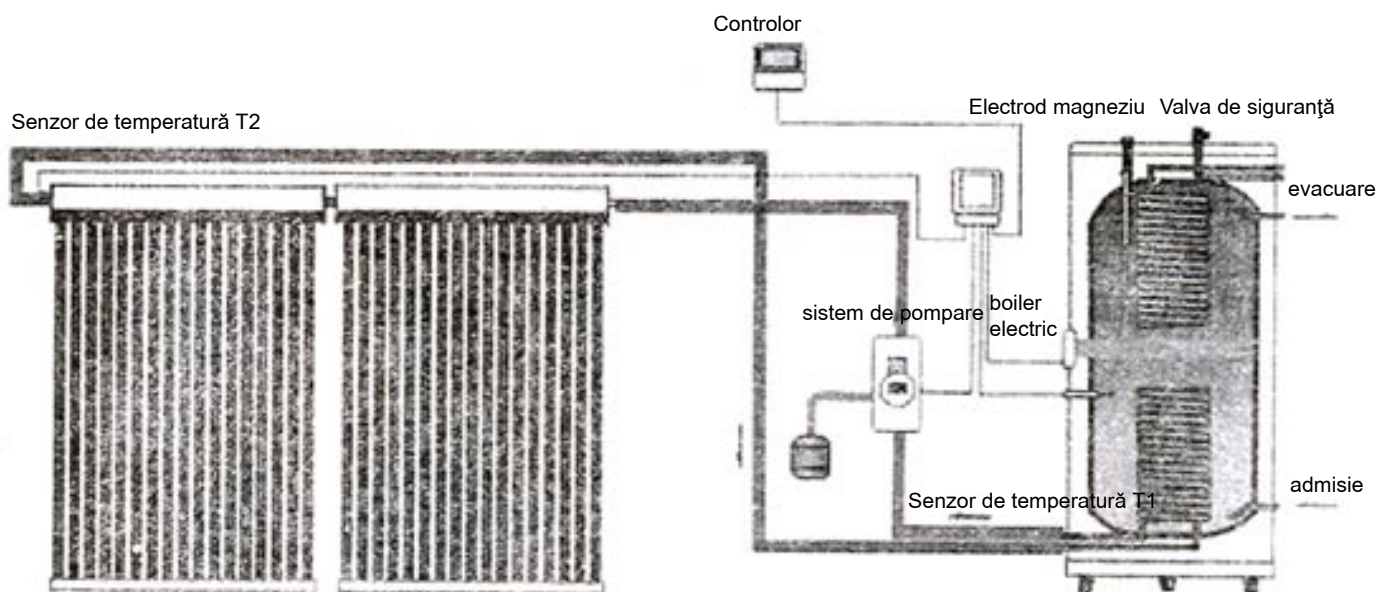 Controlor
Electrod magneziu Valva de siguranţă
Senzor de temperatură T2
evacuare
sistem de pompare
boiler
electric
admisie
Senzor de temperatură T1